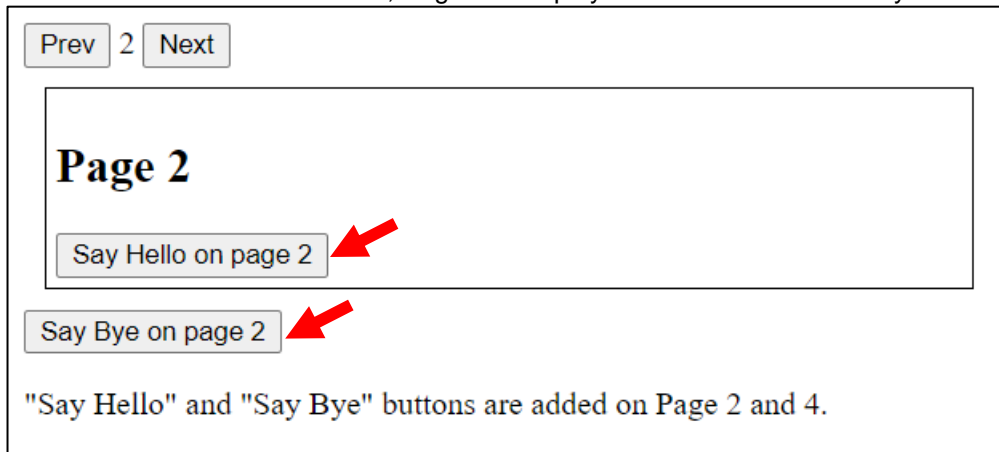 Prev 2 Next
Page 2
Say Hello on page 2
Say Bye on page 2
"Say Hello" and "Say Bye" buttons are added on Page 2 and 4.